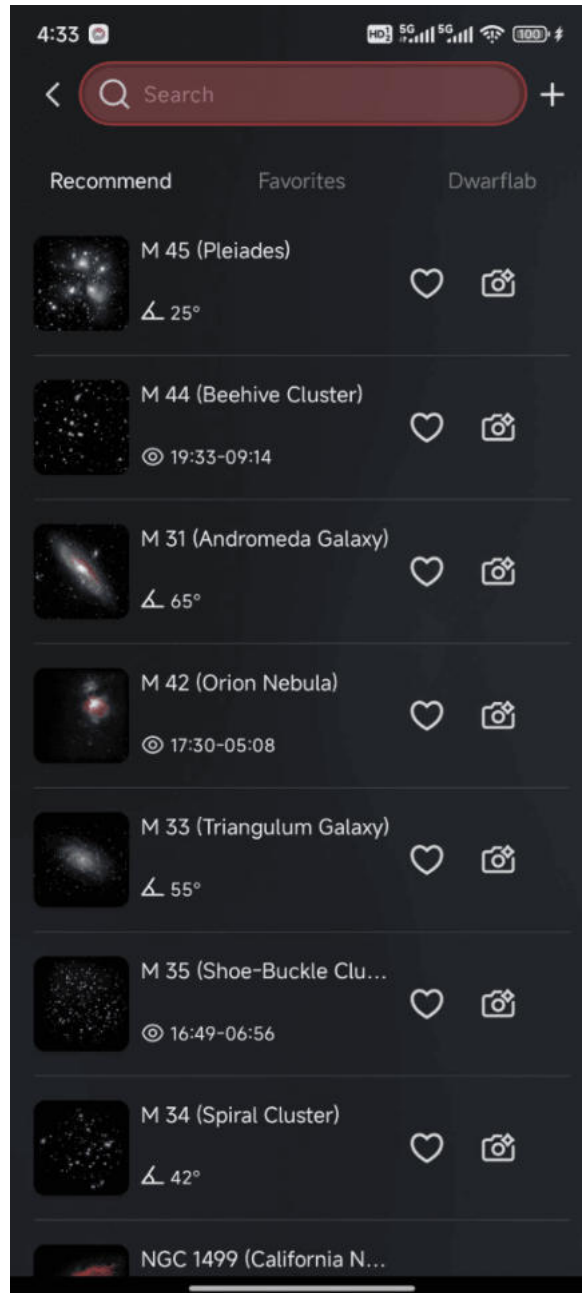 4:33 HD 5G 5G 100
Search
Recommend Favorites Dwarflab
M 45 (Pleiades)
25°
M 44 (Beehive Cluster)
19:33-09:14
M 31 (Andromeda Galaxy)
65°
M 42 (Orion Nebula)
17:30-05:08
M 33 (Triangulum Galaxy)
55°
M 35 (Shoe-Buckle Clu...
16:49-06:56
M 34 (Spiral Cluster)
42°
NGC 1499 (California N...